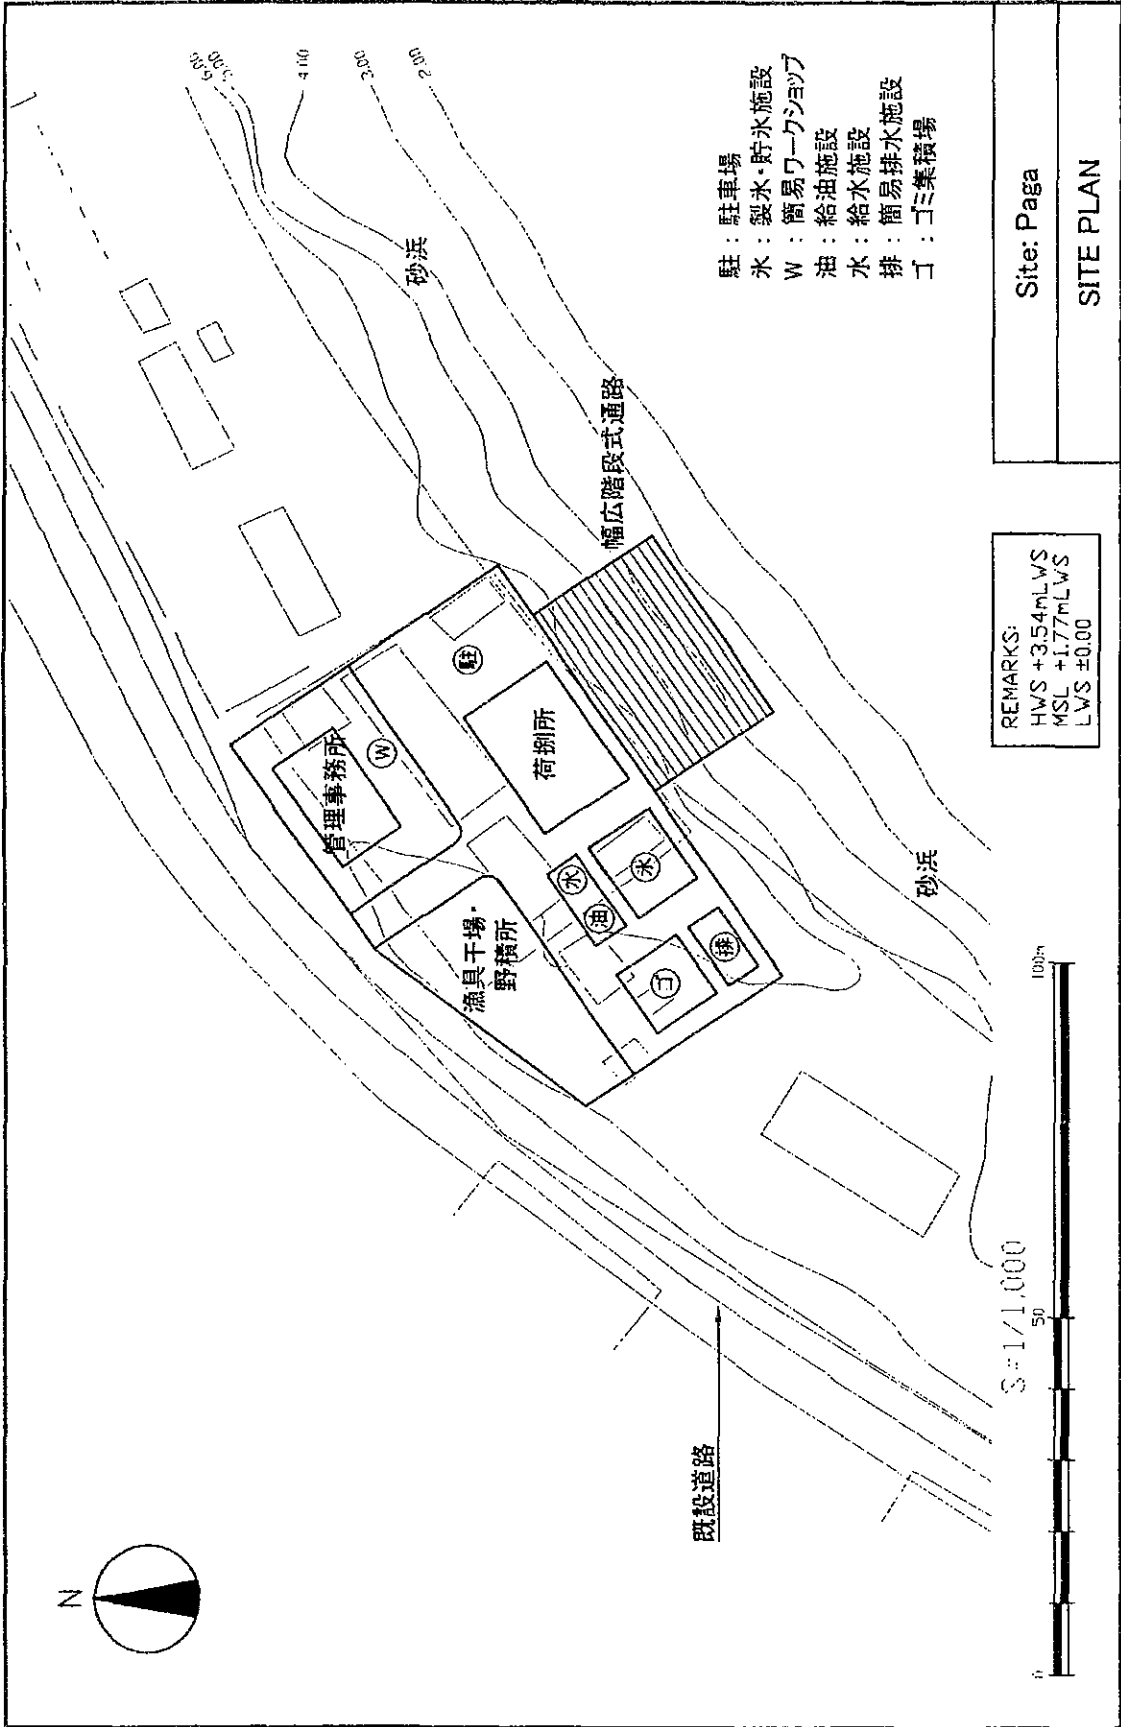 N
6.00
5.00
4.00
3.00
2.00
砂浜
管理事務所
W
駐
漁具干場・
野積所
荷捌所
幅広階段式通路
水
油
氷
ゴ
排
砂浜
既設道路
駐：駐車場
氷：製氷・貯氷施設
W：簡易ワークショップ
油：給油施設
水：給水施設
排：簡易排水施設
ゴ：ゴミ集積場
S=1/1,000
0
50
100m
REMARKS:
HWS +3.54mLWS
MSL +1.77mLWS
LWS ±0.00
Site: Paga
SITE PLAN